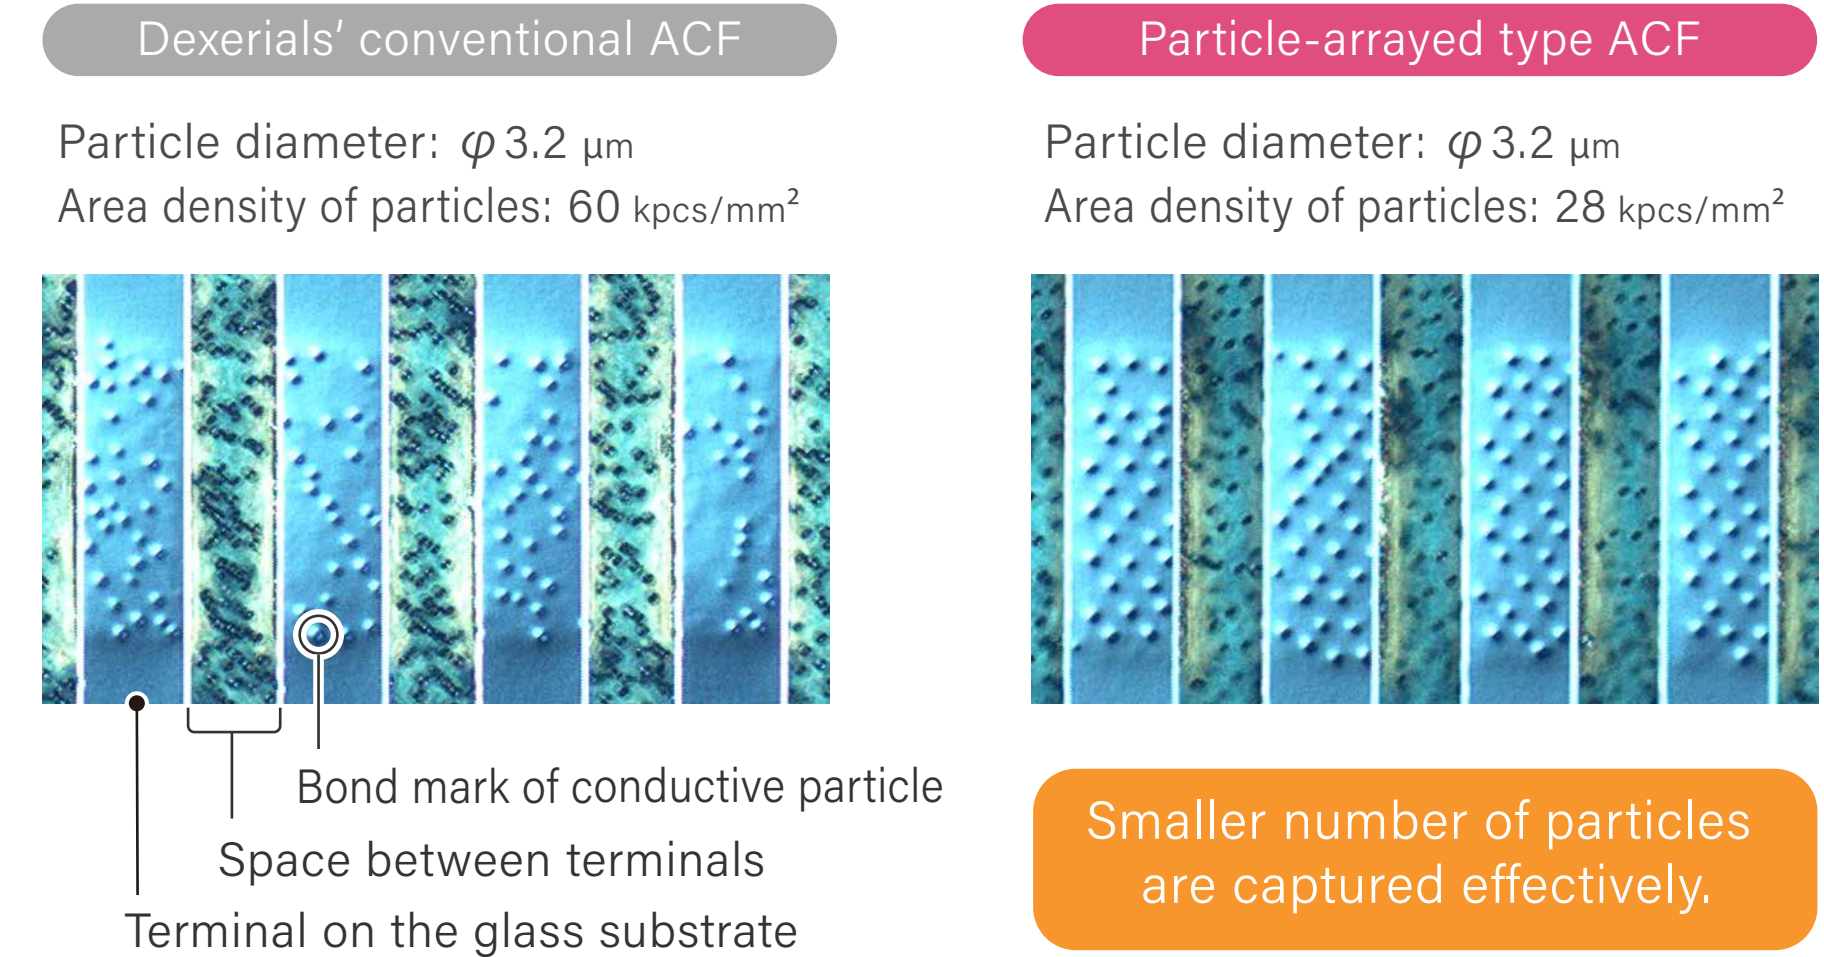 Dexerials’ conventional ACF
Particle diameter: φ 3.2 μm
Area density of particles: 60 kpcs/mm²
Bond mark of conductive particle
Space between terminals
Terminal on the glass substrate
Particle-arrayed type ACF
Particle diameter: φ 3.2 μm
Area density of particles: 28 kpcs/mm²
Smaller number of particles
are captured effectively.